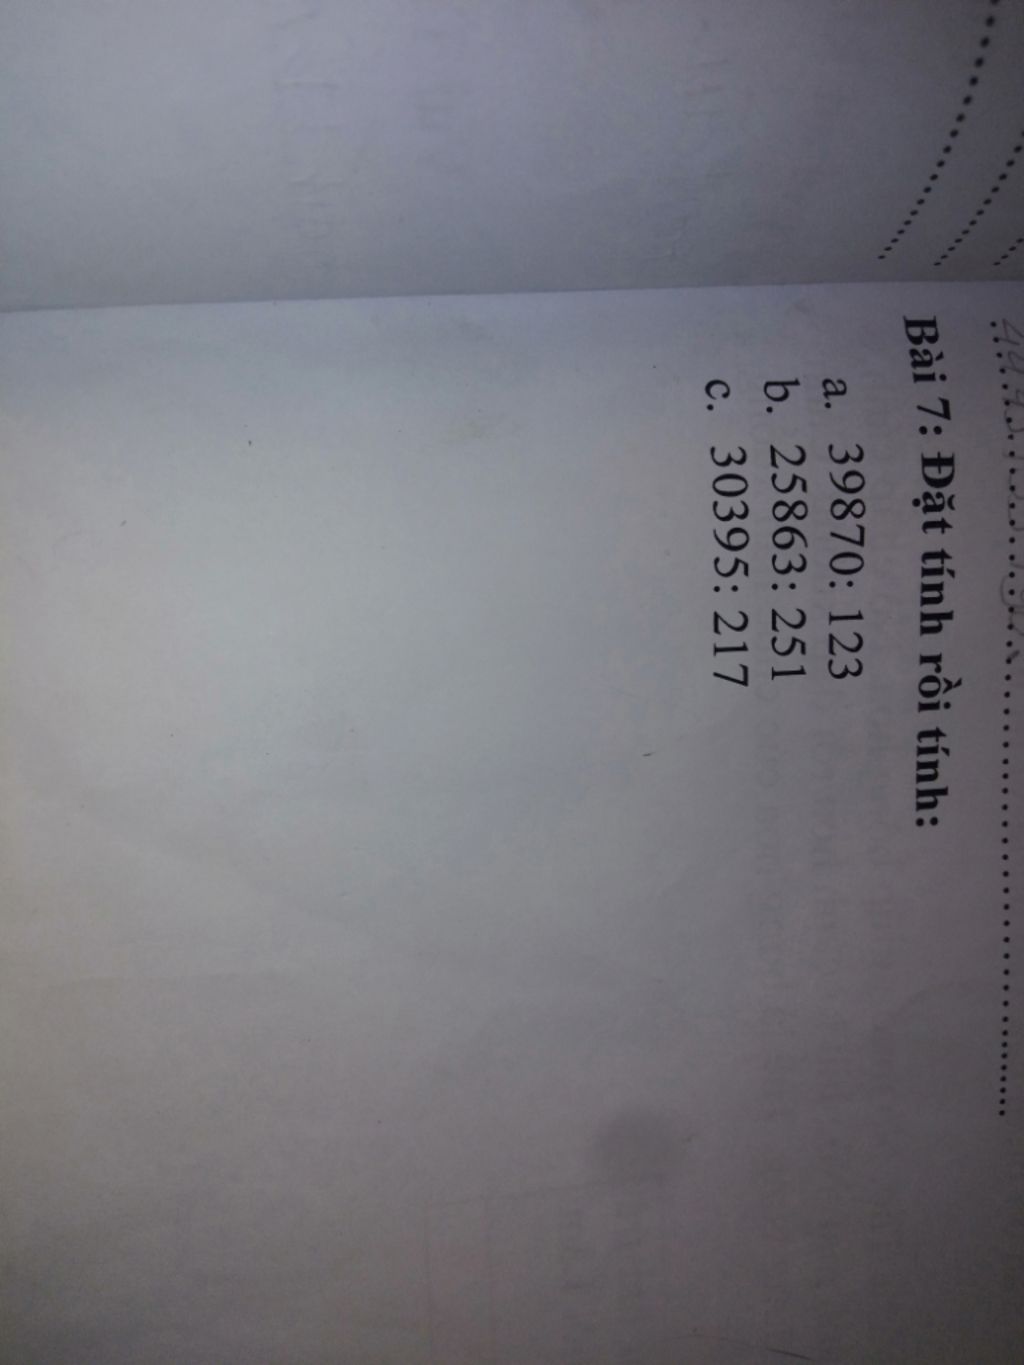 Bài 7: Đặt tính rồi tính:
a. 39870: 123
b. 25863: 251
c. 30395: 217